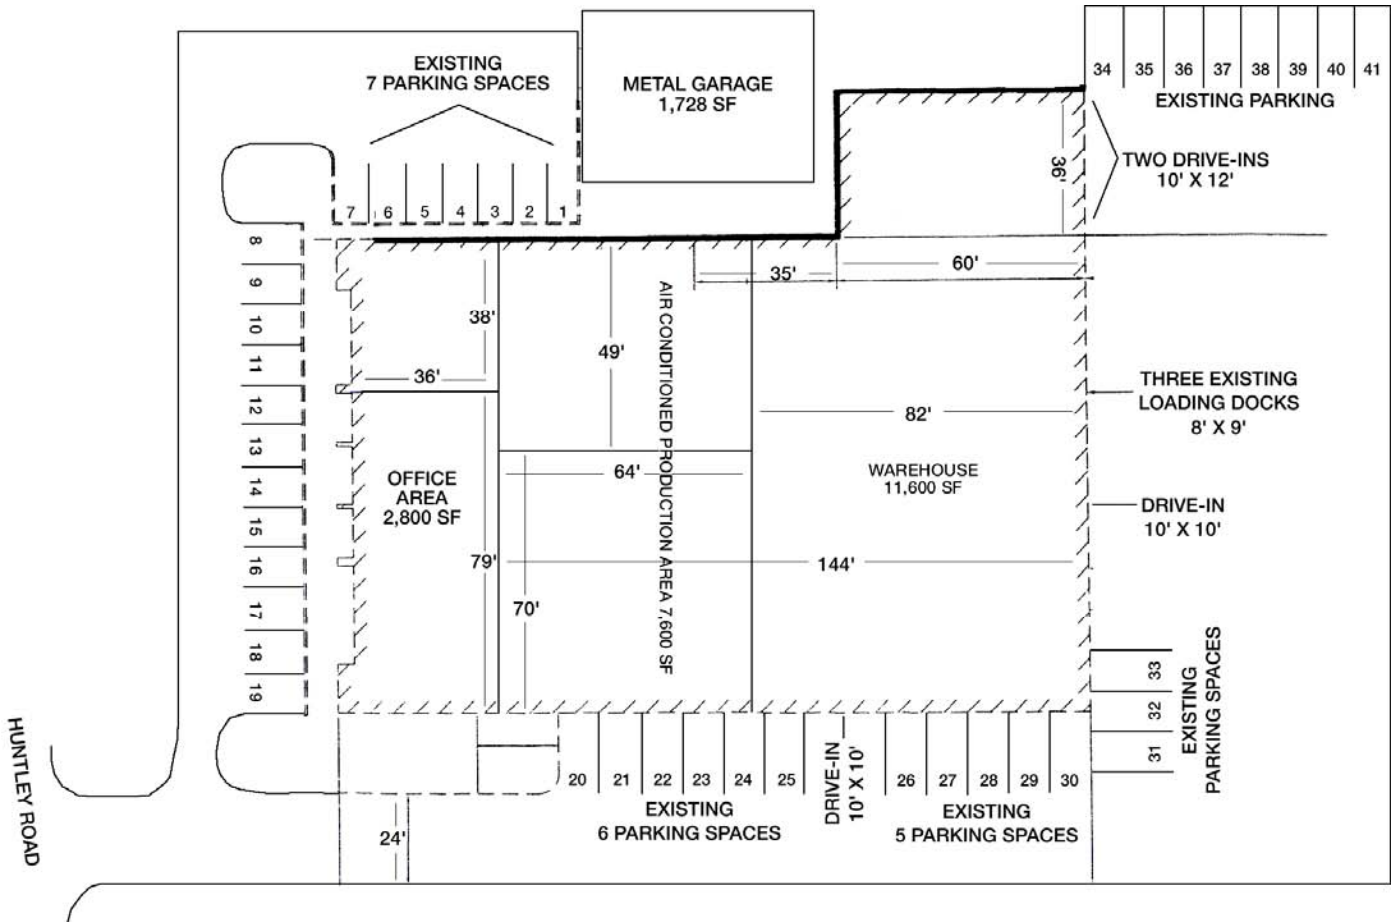 EXISTING
7 PARKING SPACES
METAL GARAGE
1,728 SF
34 35 36 37 38 39 40 41
EXISTING PARKING
TWO DRIVE-INS
10' X 12'
36'
7 6 5 4 3 2 1
8
9
10
11
12
13
14
15
16
17
18
19
35'
60'
38'
36'
49'
AIR CONDITIONED PRODUCTION AREA 7,600 SF
82'
THREE EXISTING
LOADING DOCKS
8' X 9'
OFFICE
AREA
2,800 SF
64'
WAREHOUSE
11,600 SF
DRIVE-IN
10' X 10'
79'
144'
70'
33
32
31
EXISTING
PARKING SPACES
20 21 22 23 24 25
DRIVE-IN
10' X 10'
26 27 28 29 30
EXISTING
6 PARKING SPACES
EXISTING
5 PARKING SPACES
24'
HUNTLEY ROAD